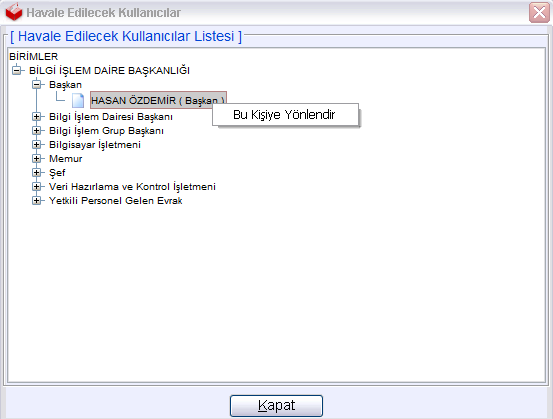 Havale Edilecek Kullanıcılar
[ Havale Edilecek Kullanıcılar Listesi ]
BİRİMLER
BİLGİ İŞLEM DAİRE BAŞKANLIĞI
Başkan
HASAN ÖZDEMİR ( Başkan )
Bu Kişiye Yönlendir
Bilgi İşlem Dairesi Başkanı
Bilgi İşlem Grup Başkanı
Bilgisayar İşletmeni
Memur
Şef
Veri Hazırlama ve Kontrol İşletmeni
Yetkili Personel Gelen Evrak
Kapat